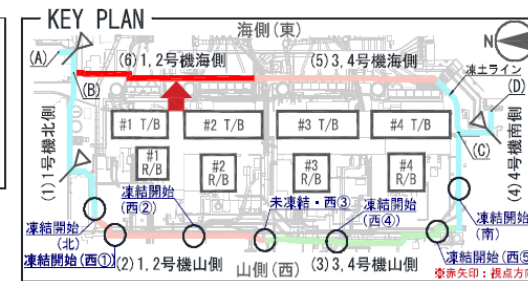 KEY PLAN
海側(東)
N
(A)
(6)1,2号機海側
(5)3,4号機海側
凍土ライン
(B)
(D)
#1 T/B
#2 T/B
#3 T/B
#4 T/B
(C)
(1)1号機北側
(4)4号機南側
#1
R/B
#2
R/B
#3
R/B
#4
R/B
凍結開始
(西②)
未凍結・西③
凍結開始
(西④)
凍結開始
(北)
凍結開始
(南)
凍結開始(西①)
(2)1,2号機山側
山側(西)
(3)3,4号機山側
凍結開始(西⑤
※赤矢印：視点方向